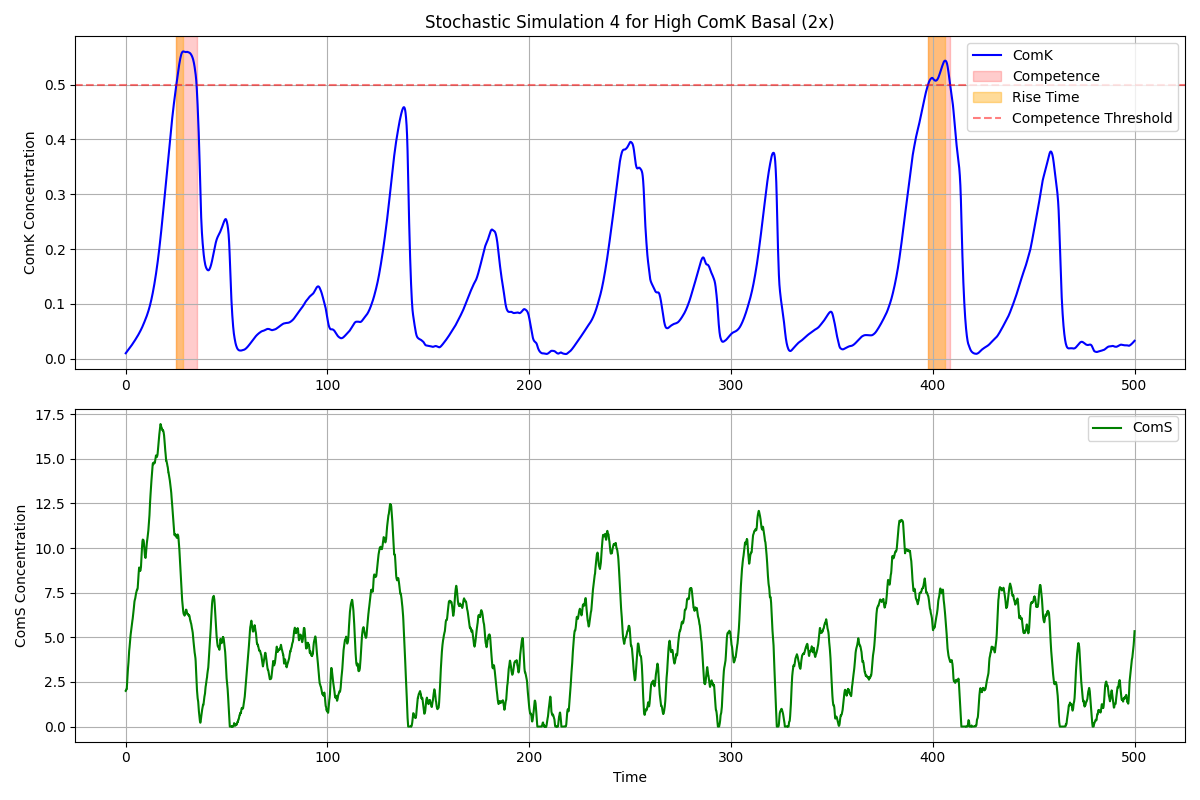 Stochastic Simulation 4 for High ComK Basal (2x)
ComK Concentration
0.5
0.4
0.3
0.2
0.1
0.0
ComK
Competence
Rise Time
Competence Threshold
0 100 200 300 400 500
ComS Concentration
17.5
15.0
12.5
10.0
7.5
5.0
2.5
0.0
ComS
0 100 200 300 400 500
Time